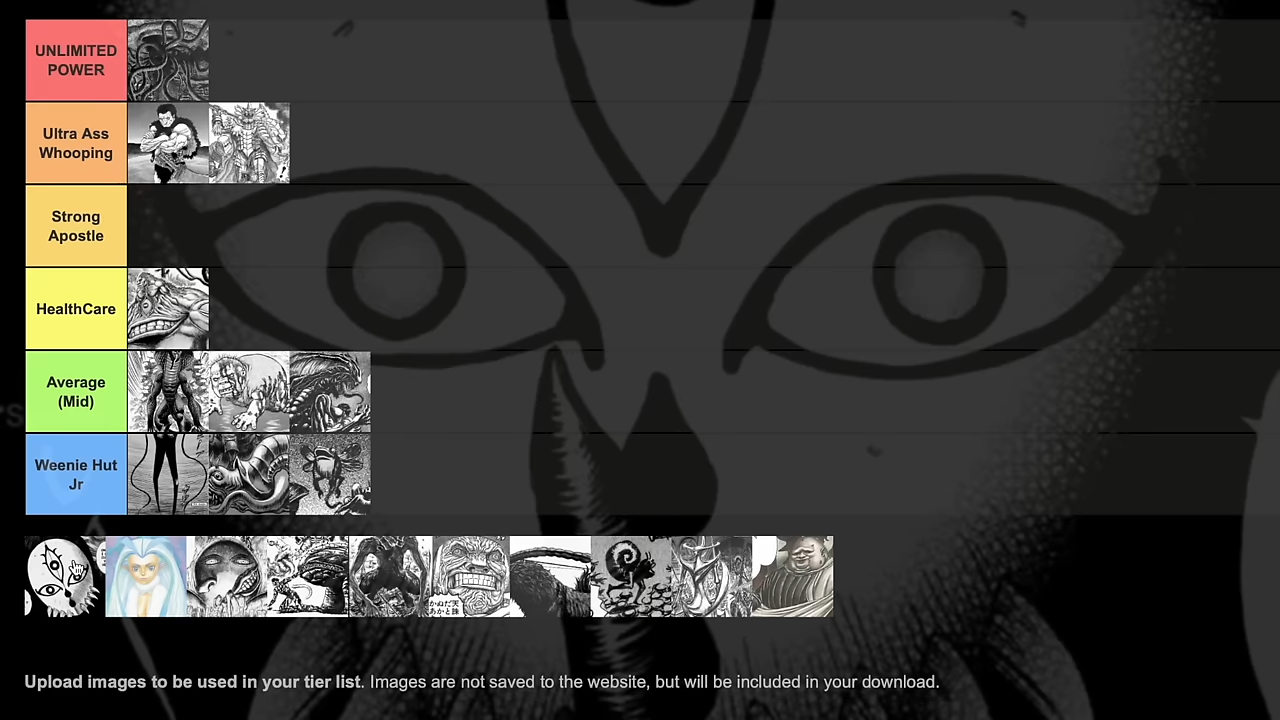 UNLIMITED
POWER
Ultra Ass
Whooping
Strong
Apostle
HealthCare
Average
(Mid)
Weenie Hut
Jr
Upload images to be used in your tier list. Images are not saved to the website, but will be included in your download.